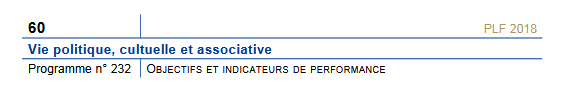 60 PLF 2018
Vie politique, cultuelle et associative
Programme n° 232 OBJECTIFS ET INDICATEURS DE PERFORMANCE